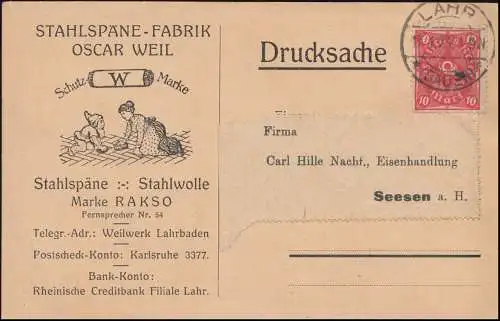 STAHLSPÄNE-FABRIK
OSCAR WEIL
Schutz-
W
Marke
Stahlspäne :-: Stahlwolle
Marke RAKSO
Fernsprecher Nr. 54
Telegr.-Adr.: Weilwerk Lahrbaden
Postscheck-Konto: Karlsruhe 3377.
Bank-Konto:
Rheinische Creditbank Filiale Lahr.
Drucksache
LAHR
10
10
Mark
Firma
Carl Hille Nachf., Eisenhandlung
Seesen a. H.